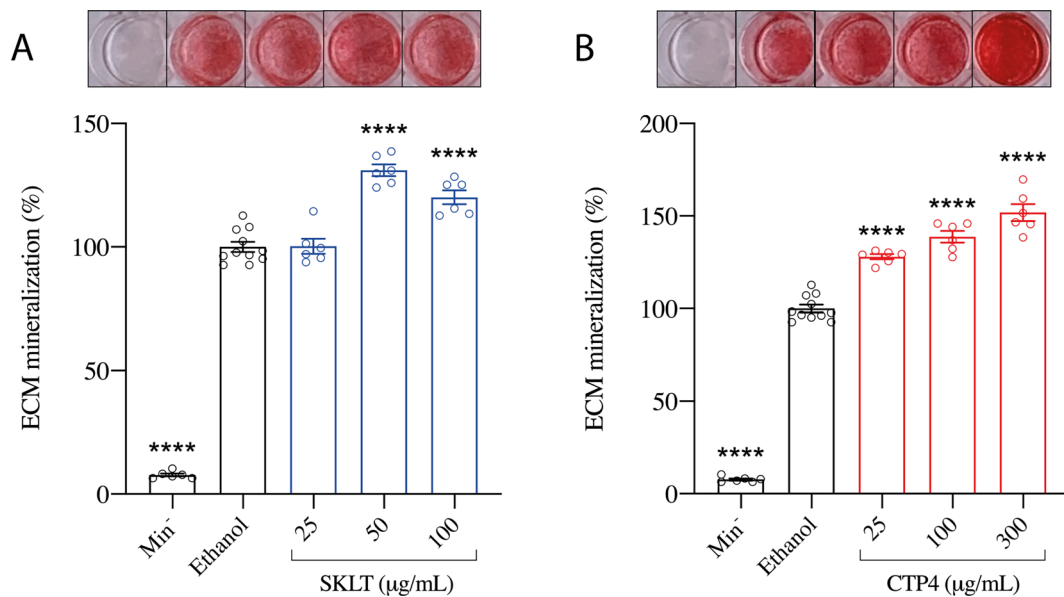 A
ECM mineralization (%)
150
100
50
0
****
****
****
Min-
Ethanol
25
50
100
SKLT (μg/mL)
B
ECM mineralization (%)
200
150
100
50
0
****
****
****
****
Min-
Ethanol
25
100
300
CTP4 (μg/mL)